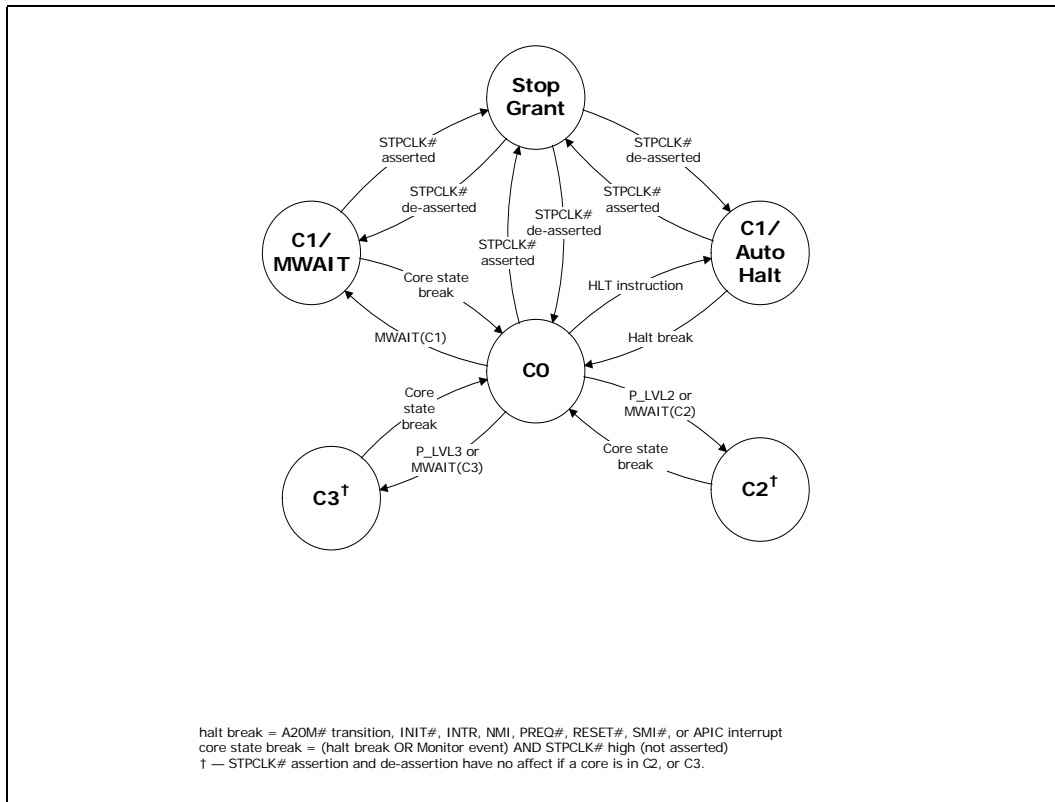 Stop
Grant
STPCLK#
asserted
STPCLK#
de-asserted
STPCLK#
de-asserted
STPCLK#
asserted
STPCLK#
asserted
STPCLK#
de-asserted
C1/
MWAIT
C1/
Auto
Halt
Core state
break
HLT instruction
MWAIT(C1)
Halt break
C0
Core
state
break
P_LVL2 or
MWAIT(C2)
P_LVL3 or
MWAIT(C3)
Core state
break
C3†
C2†
halt break = A20M# transition, INIT#, INTR, NMI, PREQ#, RESET#, SMI#, or APIC interrupt
core state break = (halt break OR Monitor event) AND STPCLK# high (not asserted)
† — STPCLK# assertion and de-assertion have no affect if a core is in C2, or C3.